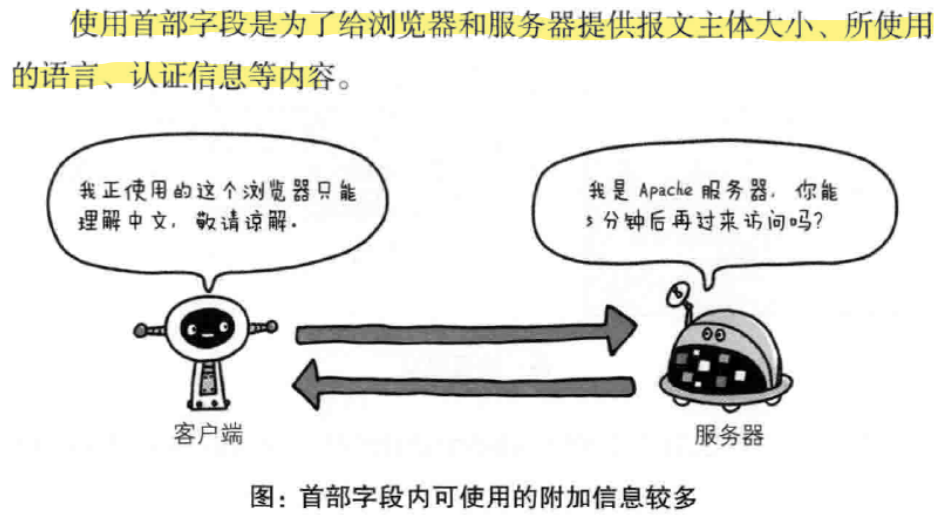 使用首部字段是为了给浏览器和服务器提供报文主体大小、所使用
的语言、认证信息等内容。
我正使用的这个浏览器只能
理解中文，敬请谅解.
我是 Apache 服务器，你能
5 分钟后再过来访问吗?
客户端
服务器
图：首部字段内可使用的附加信息较多